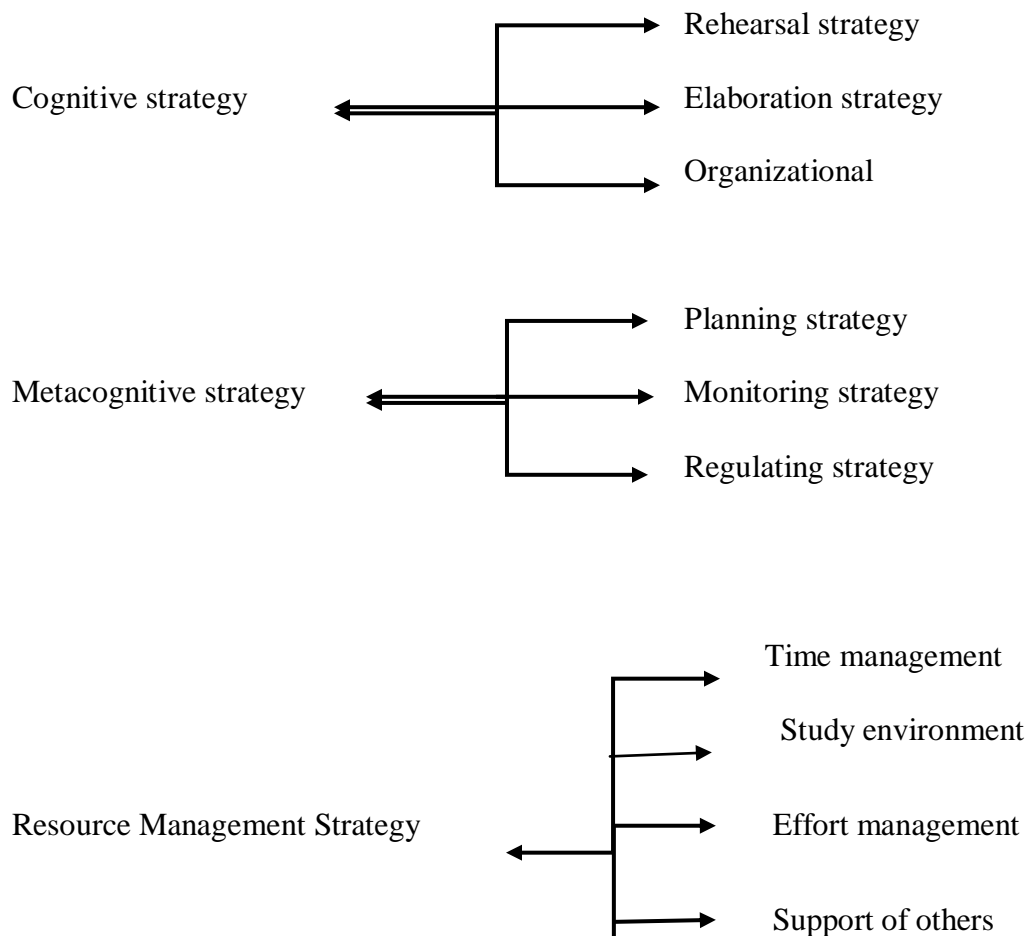 Rehearsal strategy
Cognitive strategy
Elaboration strategy
Organizational
Planning strategy
Metacognitive strategy
Monitoring strategy
Regulating strategy
Time management
Study environment
Resource Management Strategy
Effort management
Support of others